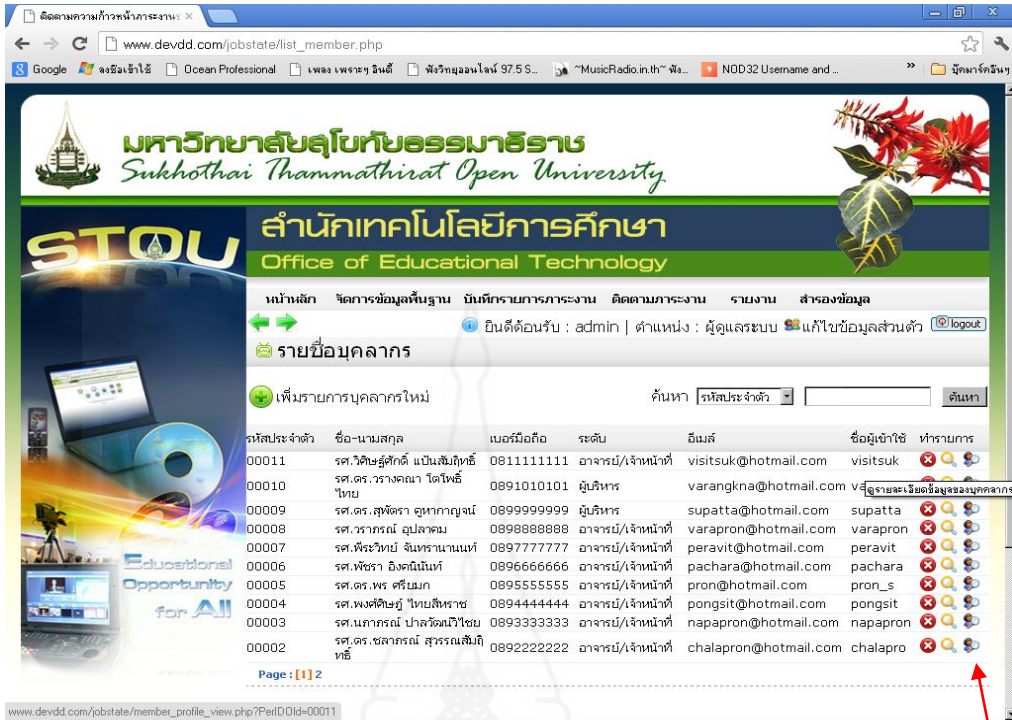 ติดตามความก้าวหน้าภาระงาน
www.devdd.com/jobstate/list_member.php
Google ลงชื่อเข้าใช้ Ocean Professional เพลง เพราะๆ อินดี้ ฟังวิทยุออนไลน์ 97.5 S... ~MusicRadio.in.th~ ฟัง... NOD32 Username and ... » บุ๊คมาร์คอื่นๆ
มหาวิทยาลัยสุโขทัยธรรมาธิราช
Sukhothai Thammathirat Open University
STOU
สำนักเทคโนโลยีการศึกษา
Office of Educational Technology
หน้าหลัก จัดการข้อมูลพื้นฐาน บันทึกรายการภาระงาน ติดตามภาระงาน รายงาน สำรองข้อมูล
ยินดีต้อนรับ : admin | ตำแหน่ง : ผู้ดูแลระบบ แก้ไขข้อมูลส่วนตัว logout
รายชื่อบุคลากร
เพิ่มรายการบุคลากรใหม่ ค้นหา รหัสประจำตัว ค้นหา
รหัสประจำตัว ชื่อ-นามสกุล เบอร์มือถือ ระดับ อีเมล์ ชื่อผู้เข้าใช้ ทำรายการ
00011 รศ.วิศิษฐ์ศักดิ์ แป้นสัมฤทธิ์ 0811111111 อาจารย์/เจ้าหน้าที่ visitsuk@hotmail.com visitsuk
00010 รศ.ดร.วรางคณา โตโพธิ์ไทย 0891010101 ผู้บริหาร varangkna@hotmail.com va
ดูรายละเอียดข้อมูลของบุคลากร
00009 รศ.ดร.สุพัตรา คูหากาญจน์ 0899999999 ผู้บริหาร supatta@hotmail.com supatta
00008 รศ.วราภรณ์ อุปลาคม 0898888888 อาจารย์/เจ้าหน้าที่ varapron@hotmail.com varapron
00007 รศ.พีระวิทย์ จันทรานานนท์ 0897777777 อาจารย์/เจ้าหน้าที่ peravit@hotmail.com peravit
00006 รศ.พัชรา อิงคนินันท์ 0896666666 อาจารย์/เจ้าหน้าที่ pachara@hotmail.com pachara
00005 รศ.ดร.พร ศรียมก 0895555555 อาจารย์/เจ้าหน้าที่ pron@hotmail.com pron_s
00004 รศ.พงศ์ศิษฏ์ ไทยสีหราช 0894444444 อาจารย์/เจ้าหน้าที่ pongsit@hotmail.com pongsit
00003 รศ.นภาภรณ์ ปาลวัฒน์วิไชย 0893333333 อาจารย์/เจ้าหน้าที่ napapron@hotmail.com napapron
00002 รศ.ดร.ชลาภรณ์ สุวรรณสัมฤทธิ์ 0892222222 อาจารย์/เจ้าหน้าที่ chalapron@hotmail.com chalapro
Page :[1] 2
Educational
Opportunity
for All
www.devdd.com/jobstate/member_profile_view.php?PerIDOld=00011